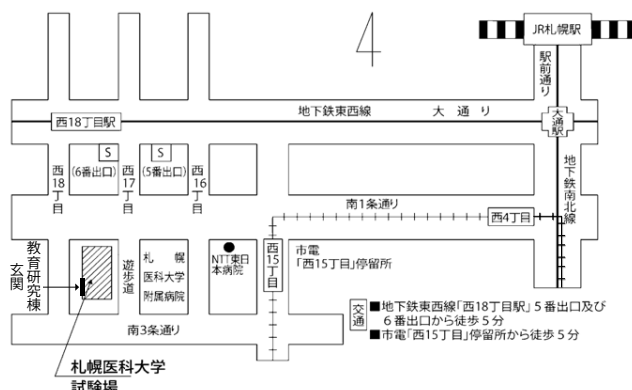 JR札幌駅
駅前通り
地下鉄東西線
大通り
西18丁目駅
大通駅
S
(6番出口)
S
(5番出口)
西18丁目
西17丁目
西16丁目
地下鉄南北線
南1条通り
西4丁目
教育研究棟
玄関
遊歩道
札幌
医科大学
附属病院
NTT東日
本病院
西15丁目
市電
「西15丁目」停留所
南3条通り
交通
■地下鉄東西線「西18丁目駅」5番出口及び
6番出口から徒歩5分
■市電「西15丁目」停留所から徒歩5分
札幌医科大学
試験場